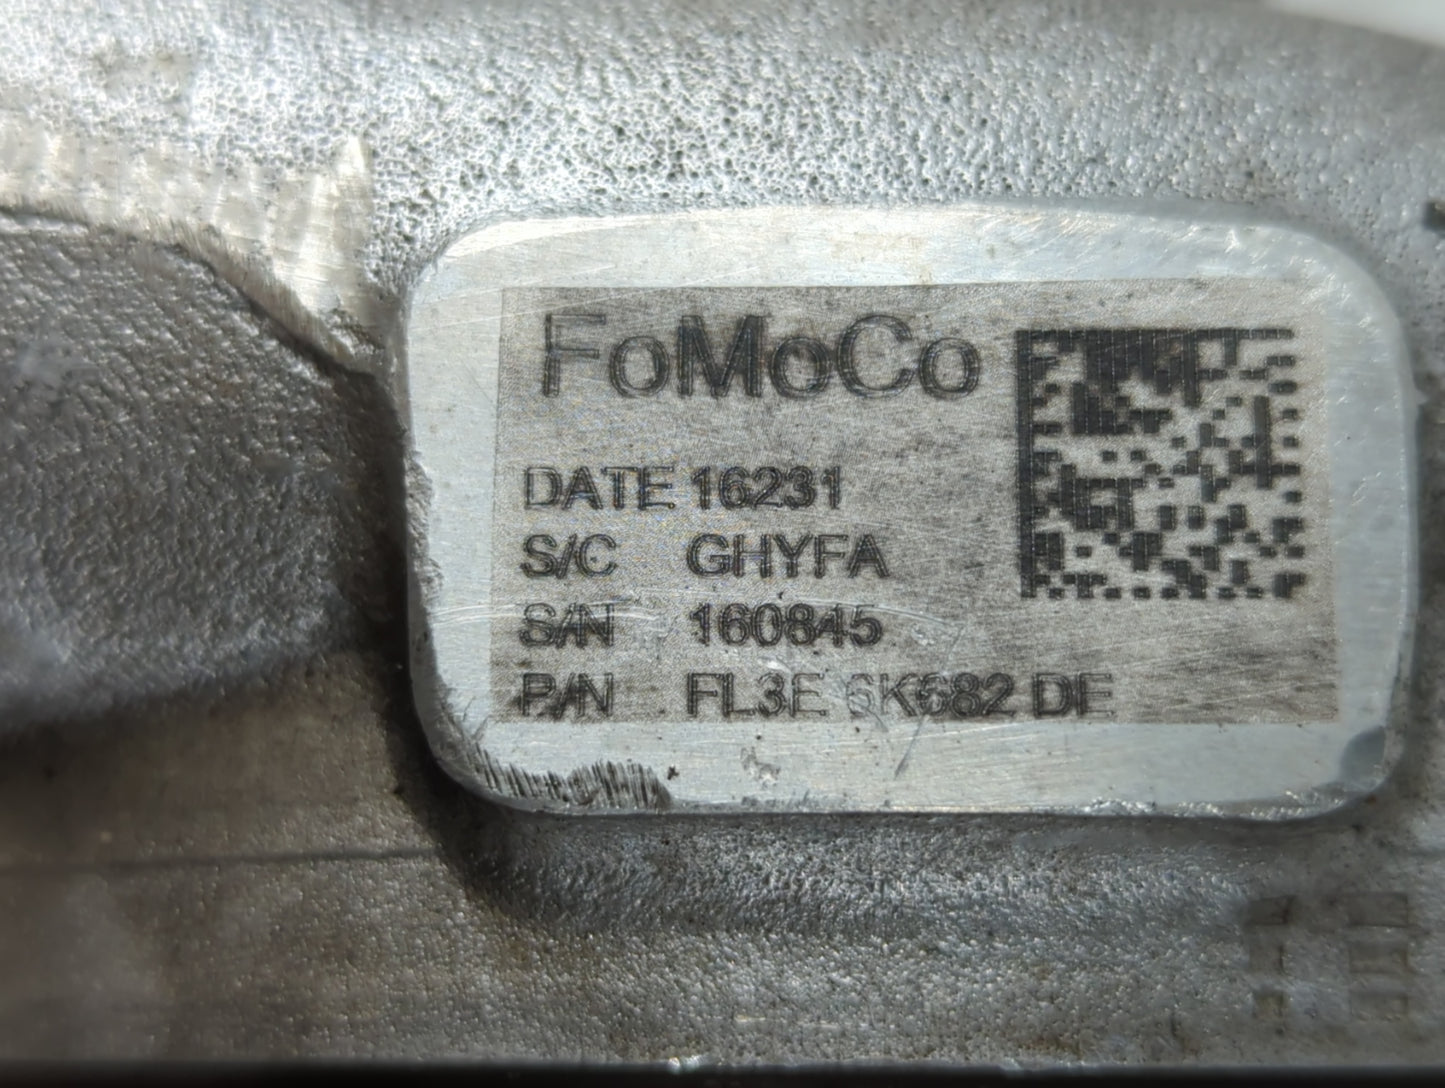 FoMoCo
DATE 16231
S/C GHYFA
S/N 160845
P/N FL3E 6K682 DE